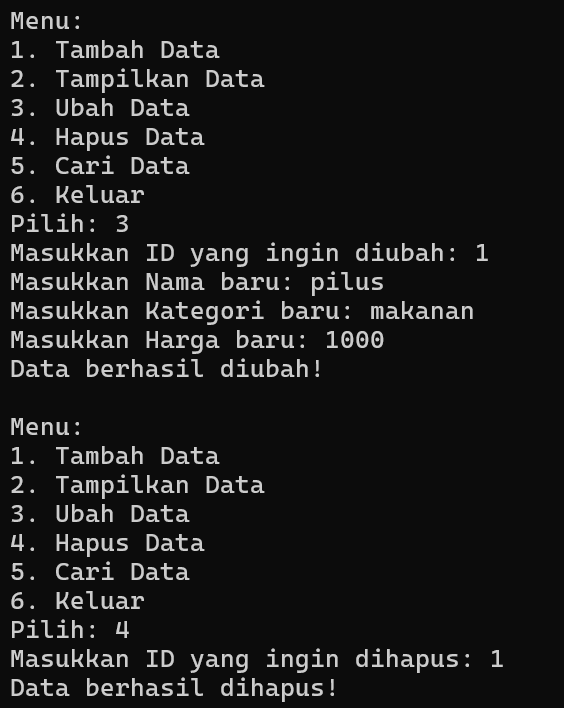 Menu:
1. Tambah Data
2. Tampilkan Data
3. Ubah Data
4. Hapus Data
5. Cari Data
6. Keluar
Pilih: 3
Masukkan ID yang ingin diubah: 1
Masukkan Nama baru: pilus
Masukkan Kategori baru: makanan
Masukkan Harga baru: 1000
Data berhasil diubah!

Menu:
1. Tambah Data
2. Tampilkan Data
3. Ubah Data
4. Hapus Data
5. Cari Data
6. Keluar
Pilih: 4
Masukkan ID yang ingin dihapus: 1
Data berhasil dihapus!